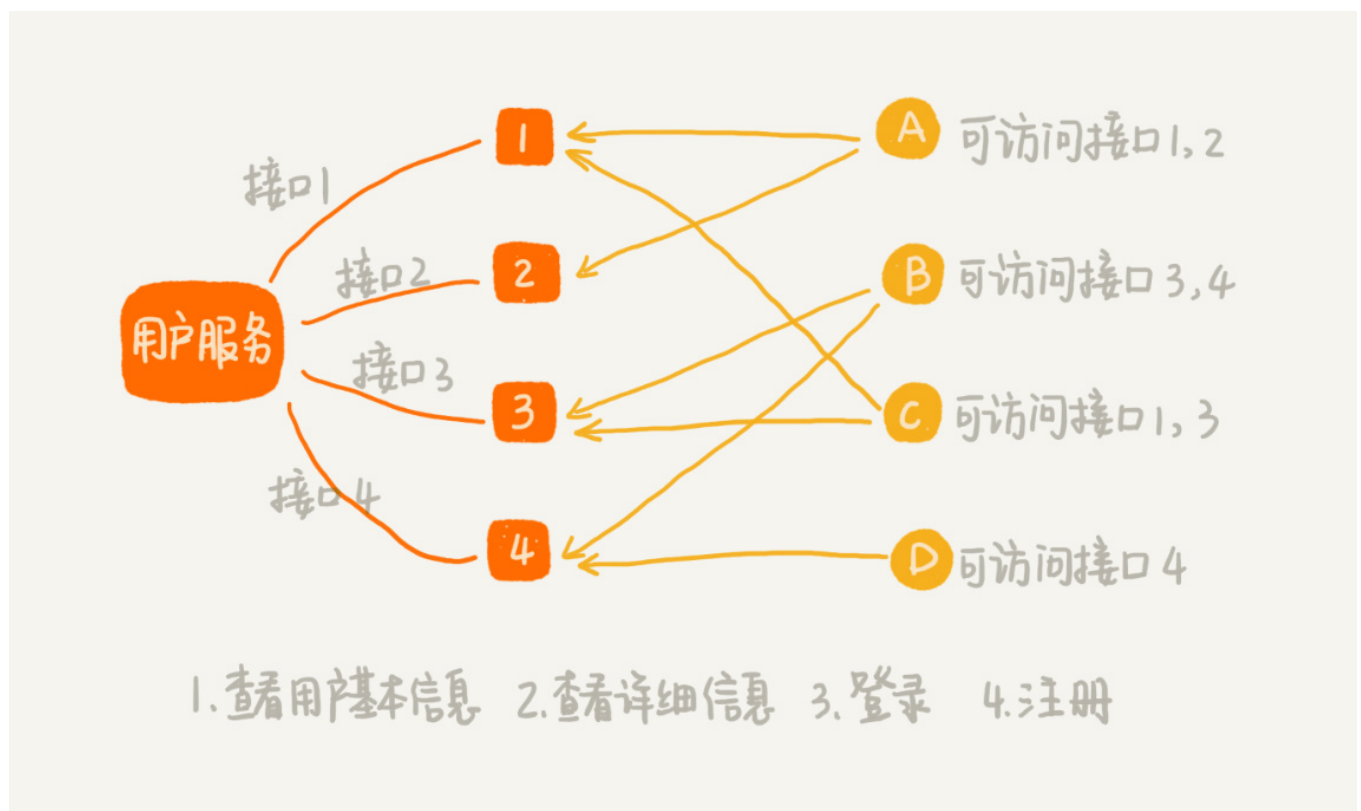 1
A 可访问接口1,2
接口1
接口2
2
B 可访问接口3,4
用户服务
接口3
3
C 可访问接口1,3
接口4
4
D 可访问接口4
1.查看用户基本信息 2.查看详细信息 3.登录 4.注册